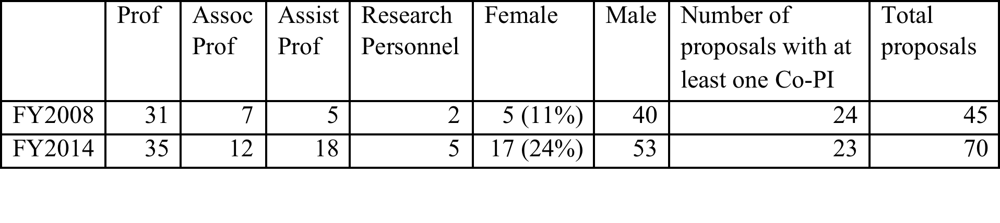 Prof Assoc Prof Assist Prof Research Personnel Female Male Number of proposals with at least one Co-PI Total proposals
FY2008 31 7 5 2 5 (11%) 40 24 45
FY2014 35 12 18 5 17 (24%) 53 23 70